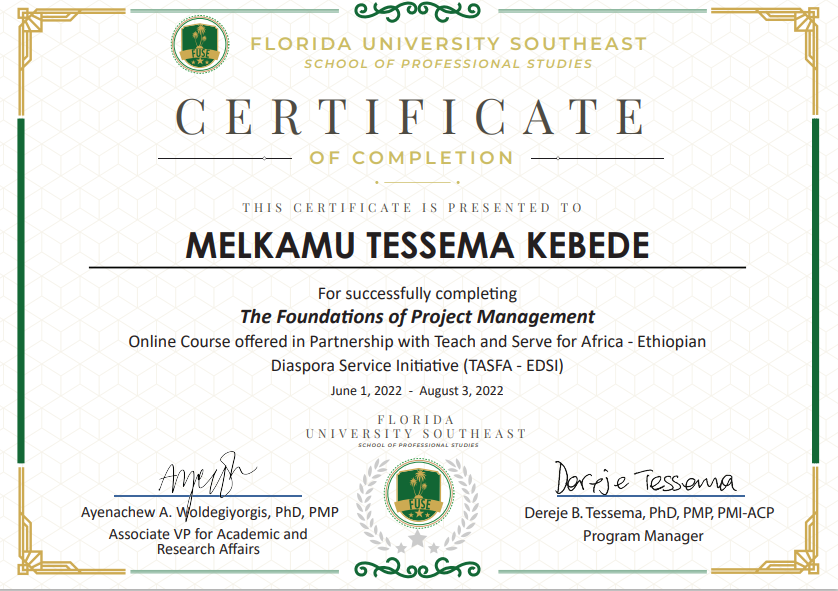 FUSE
FLORIDA UNIVERSITY SOUTHEAST
SCHOOL OF PROFESSIONAL STUDIES
CERTIFICATE
OF COMPLETION
THIS CERTIFICATE IS PRESENTED TO
MELKAMU TESSEMA KEBEDE
For successfully completing
The Foundations of Project Management
Online Course offered in Partnership with Teach and Serve for Africa - Ethiopian
Diaspora Service Initiative (TASFA - EDSI)
June 1, 2022 - August 3, 2022
FLORIDA
UNIVERSITY SOUTHEAST
SCHOOL OF PROFESSIONAL STUDIES
Dereje Tessema
FUSE
Ayenachew A. Woldegiyorgis, PhD, PMP
Associate VP for Academic and
Research Affairs
Dereje B. Tessema, PhD, PMP, PMI-ACP
Program Manager